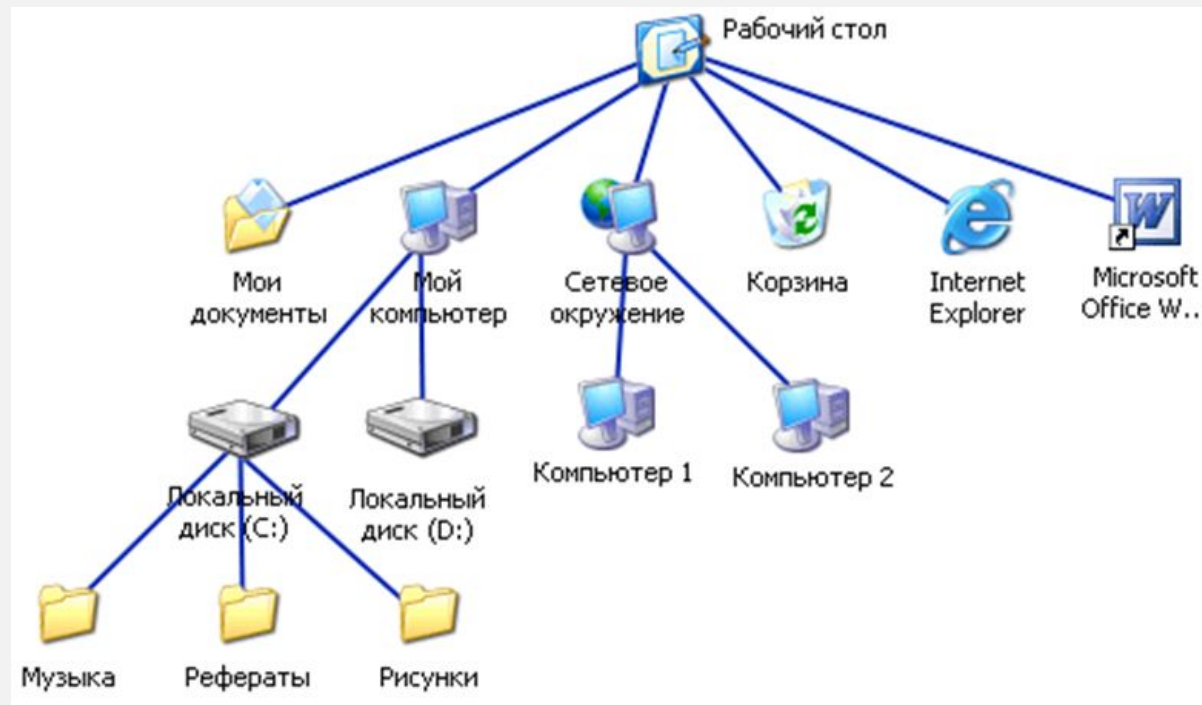 Рабочий стол
Мои
документы
Мой
компьютер
Сетевое
окружение
Корзина
Internet
Explorer
Microsoft
Office W...
Локальный
диск (C:)
Локальный
диск (D:)
Компьютер 1
Компьютер 2
Музыка
Рефераты
Рисунки